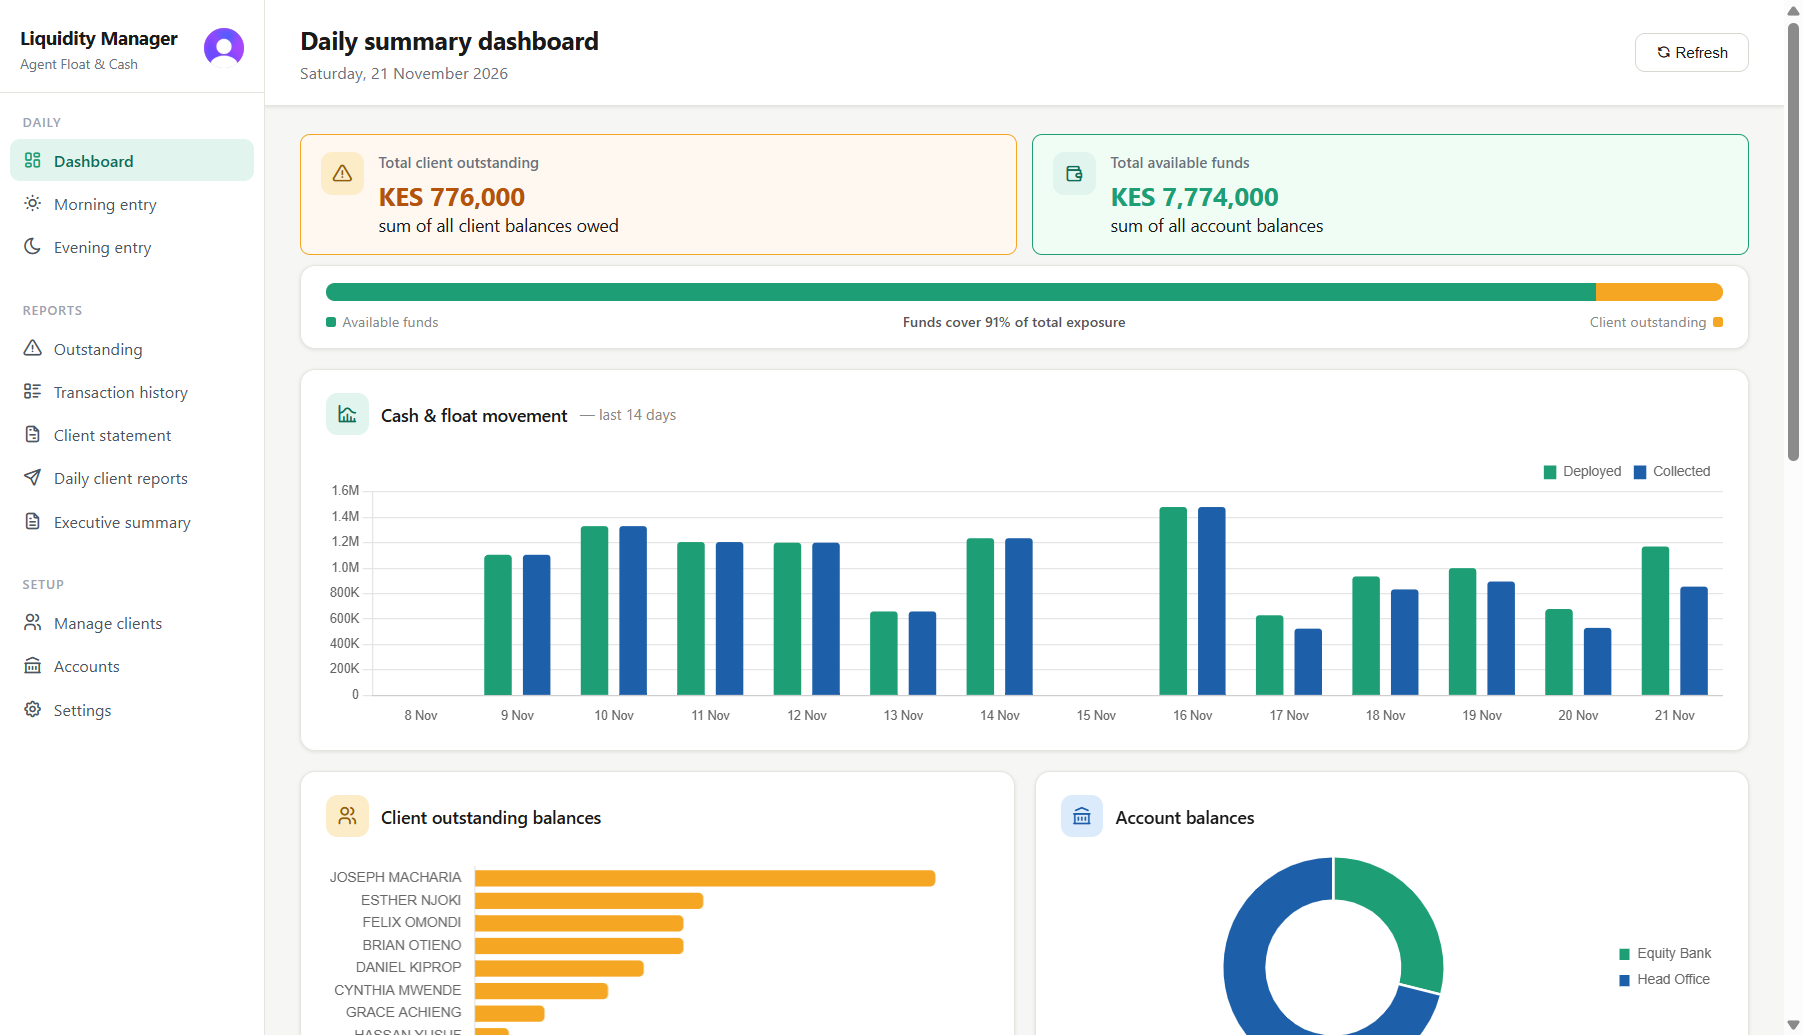 Liquidity Manager
Agent Float & Cash
DAILY
Dashboard
Morning entry
Evening entry
REPORTS
Outstanding
Transaction history
Client statement
Daily client reports
Executive summary
SETUP
Manage clients
Accounts
Settings
Daily summary dashboard
Saturday, 21 November 2026
Refresh
Total client outstanding
KES 776,000
sum of all client balances owed
Total available funds
KES 7,774,000
sum of all account balances
Available funds
Funds cover 91% of total exposure
Client outstanding
Cash & float movement — last 14 days
Deployed Collected
1.6M
1.4M
1.2M
1.0M
800K
600K
400K
200K
0
8 Nov 9 Nov 10 Nov 11 Nov 12 Nov 13 Nov 14 Nov 15 Nov 16 Nov 17 Nov 18 Nov 19 Nov 20 Nov 21 Nov
Client outstanding balances
JOSEPH MACHARIA
ESTHER NJOKI
FELIX OMONDI
BRIAN OTIENO
DANIEL KIPROP
CYNTHIA MWENDE
GRACE ACHIENG
HASSAN YUSUF
Account balances
Equity Bank
Head Office